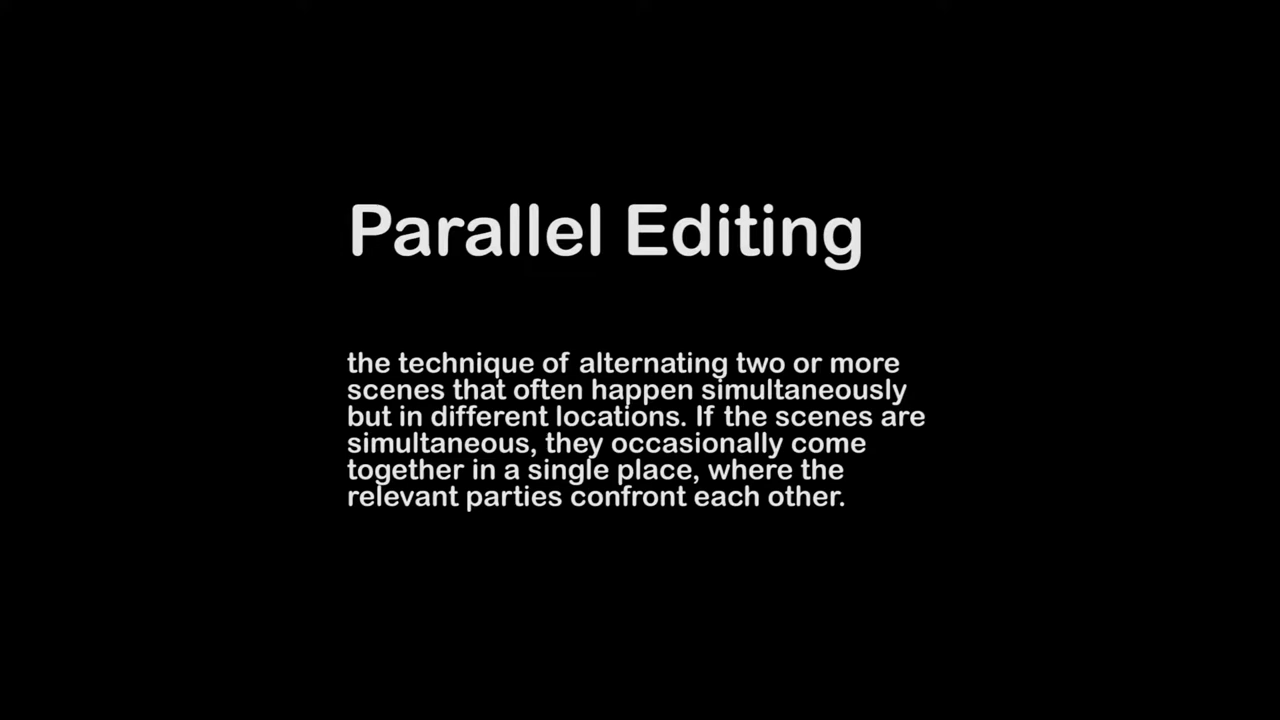 Parallel Editing
the technique of alternating two or more
scenes that often happen simultaneously
but in different locations. If the scenes are
simultaneous, they occasionally come
together in a single place, where the
relevant parties confront each other.